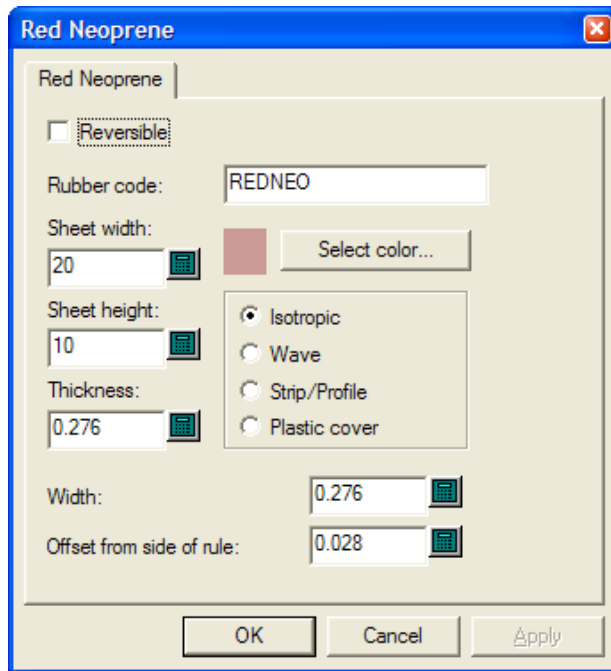 Red Neoprene
Red Neoprene
Reversible
Rubber code: REDNEO
Sheet width:
20
Select color...
Sheet height:
10
Isotropic
Wave
Thickness:
Strip/Profile
0.276
Plastic cover
Width: 0.276
Offset from side of rule: 0.028
OK Cancel Apply